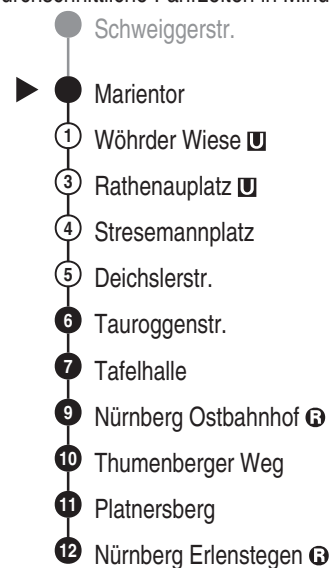 Schweiggerstr.
Marientor
1 Wöhrder Wiese U
3 Rathenauplatz U
4 Stresemannplatz
5 Deichslerstr.
6 Tauroggenstr.
7 Tafelhalle
9 Nürnberg Ostbahnhof R
10 Thumenberger Weg
11 Platnersberg
12 Nürnberg Erlenstegen R